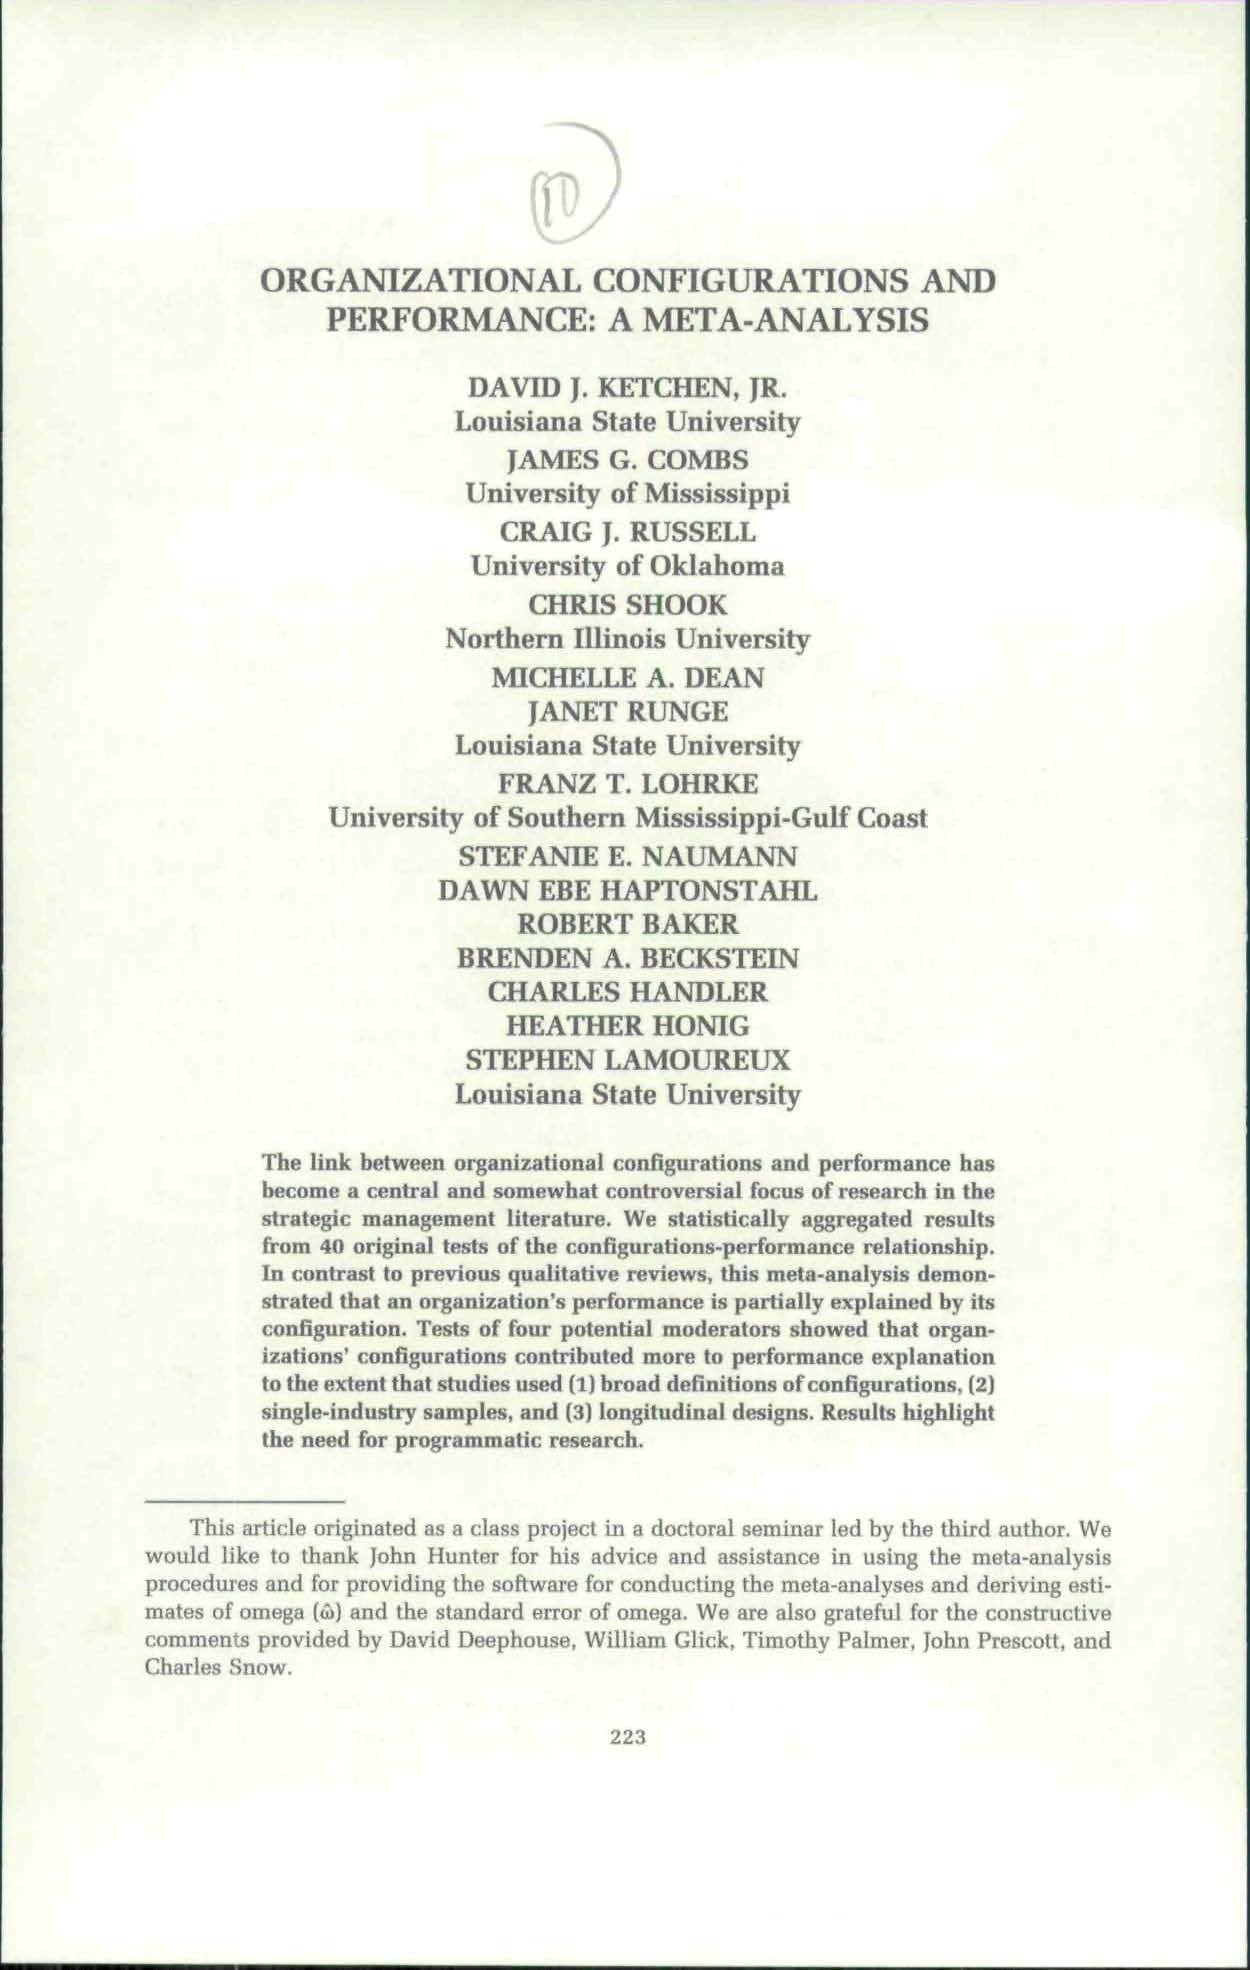 10
ORGANIZATIONAL CONFIGURATIONS AND
PERFORMANCE: A META-ANALYSIS
DAVID J. KETCHEN, JR.
Louisiana State University
JAMES G. COMBS
University of Mississippi
CRAIG J. RUSSELL
University of Oklahoma
CHRIS SHOOK
Northern Illinois University
MICHELLE A. DEAN
JANET RUNGE
Louisiana State University
FRANZ T. LOHRKE
University of Southern Mississippi-Gulf Coast
STEFANIE E. NAUMANN
DAWN EBE HAPTONSTAHL
ROBERT BAKER
BRENDEN A. BECKSTEIN
CHARLES HANDLER
HEATHER HONIG
STEPHEN LAMOUREUX
Louisiana State University
The link between organizational configurations and performance has
become a central and somewhat controversial focus of research in the
strategic management literature. We statistically aggregated results
from 40 original tests of the configurations-performance relationship.
In contrast to previous qualitative reviews, this meta-analysis demon-
strated that an organization's performance is partially explained by its
configuration. Tests of four potential moderators showed that organ-
izations' configurations contributed more to performance explanation
to the extent that studies used (1) broad definitions of configurations, (2)
single-industry samples, and (3) longitudinal designs. Results highlight
the need for programmatic research.
This article originated as a class project in a doctoral seminar led by the third author. We
would like to thank John Hunter for his advice and assistance in using the meta-analysis
procedures and for providing the software for conducting the meta-analyses and deriving esti-
mates of omega (ω̂) and the standard error of omega. We are also grateful for the constructive
comments provided by David Deephouse, William Glick, Timothy Palmer, John Prescott, and
Charles Snow.
223